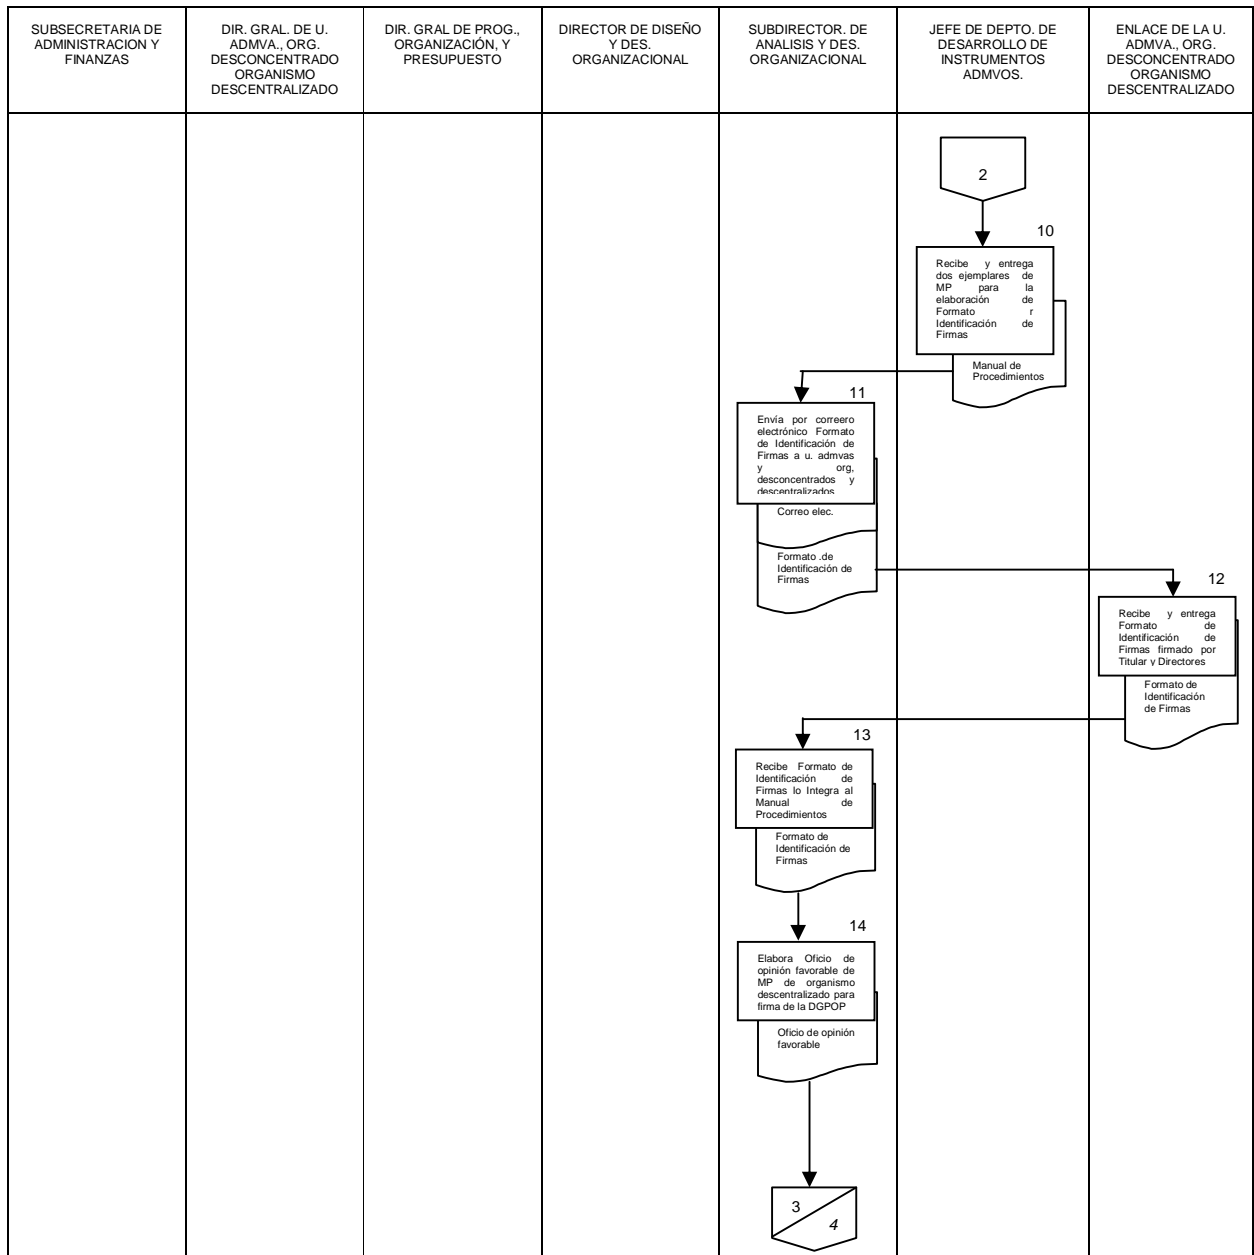 SUBSECRETARIA DE
ADMINISTRACION Y
FINANZAS
DIR. GRAL. DE U.
ADMVA., ORG.
DESCONCENTRADO
ORGANISMO
DESCENTRALIZADO
DIR. GRAL DE PROG.,
ORGANIZACIÓN, Y
PRESUPUESTO
DIRECTOR DE DISEÑO
Y DES.
ORGANIZACIONAL
SUBDIRECTOR. DE
ANALISIS Y DES.
ORGANIZACIONAL
JEFE DE DEPTO. DE
DESARROLLO DE
INSTRUMENTOS
ADMVOS.
ENLACE DE LA U.
ADMVA., ORG.
DESCONCENTRADO
ORGANISMO
DESCENTRALIZADO
2
10
Recibe y entrega
dos ejemplares de
MP para la
elaboración de
Formato r
Identificación de
Firmas
Manual de
Procedimientos
11
Envía por correero
electrónico Formato
de Identificación de
Firmas a u. admvas
y org,
desconcentrados y
descentralizados
Correo elec.
Formato .de
Identificación de
Firmas
12
Recibe y entrega
Formato de
Identificación de
Firmas firmado por
Titular y Directores
Formato de
Identificación
de Firmas
13
Recibe Formato de
Identificación de
Firmas lo Integra al
Manual de
Procedimientos
Formato de
Identificación de
Firmas
14
Elabora Oficio de
opinión favorable de
MP de organismo
descentralizado para
firma de la DGPOP
Oficio de opinión
favorable
3
4